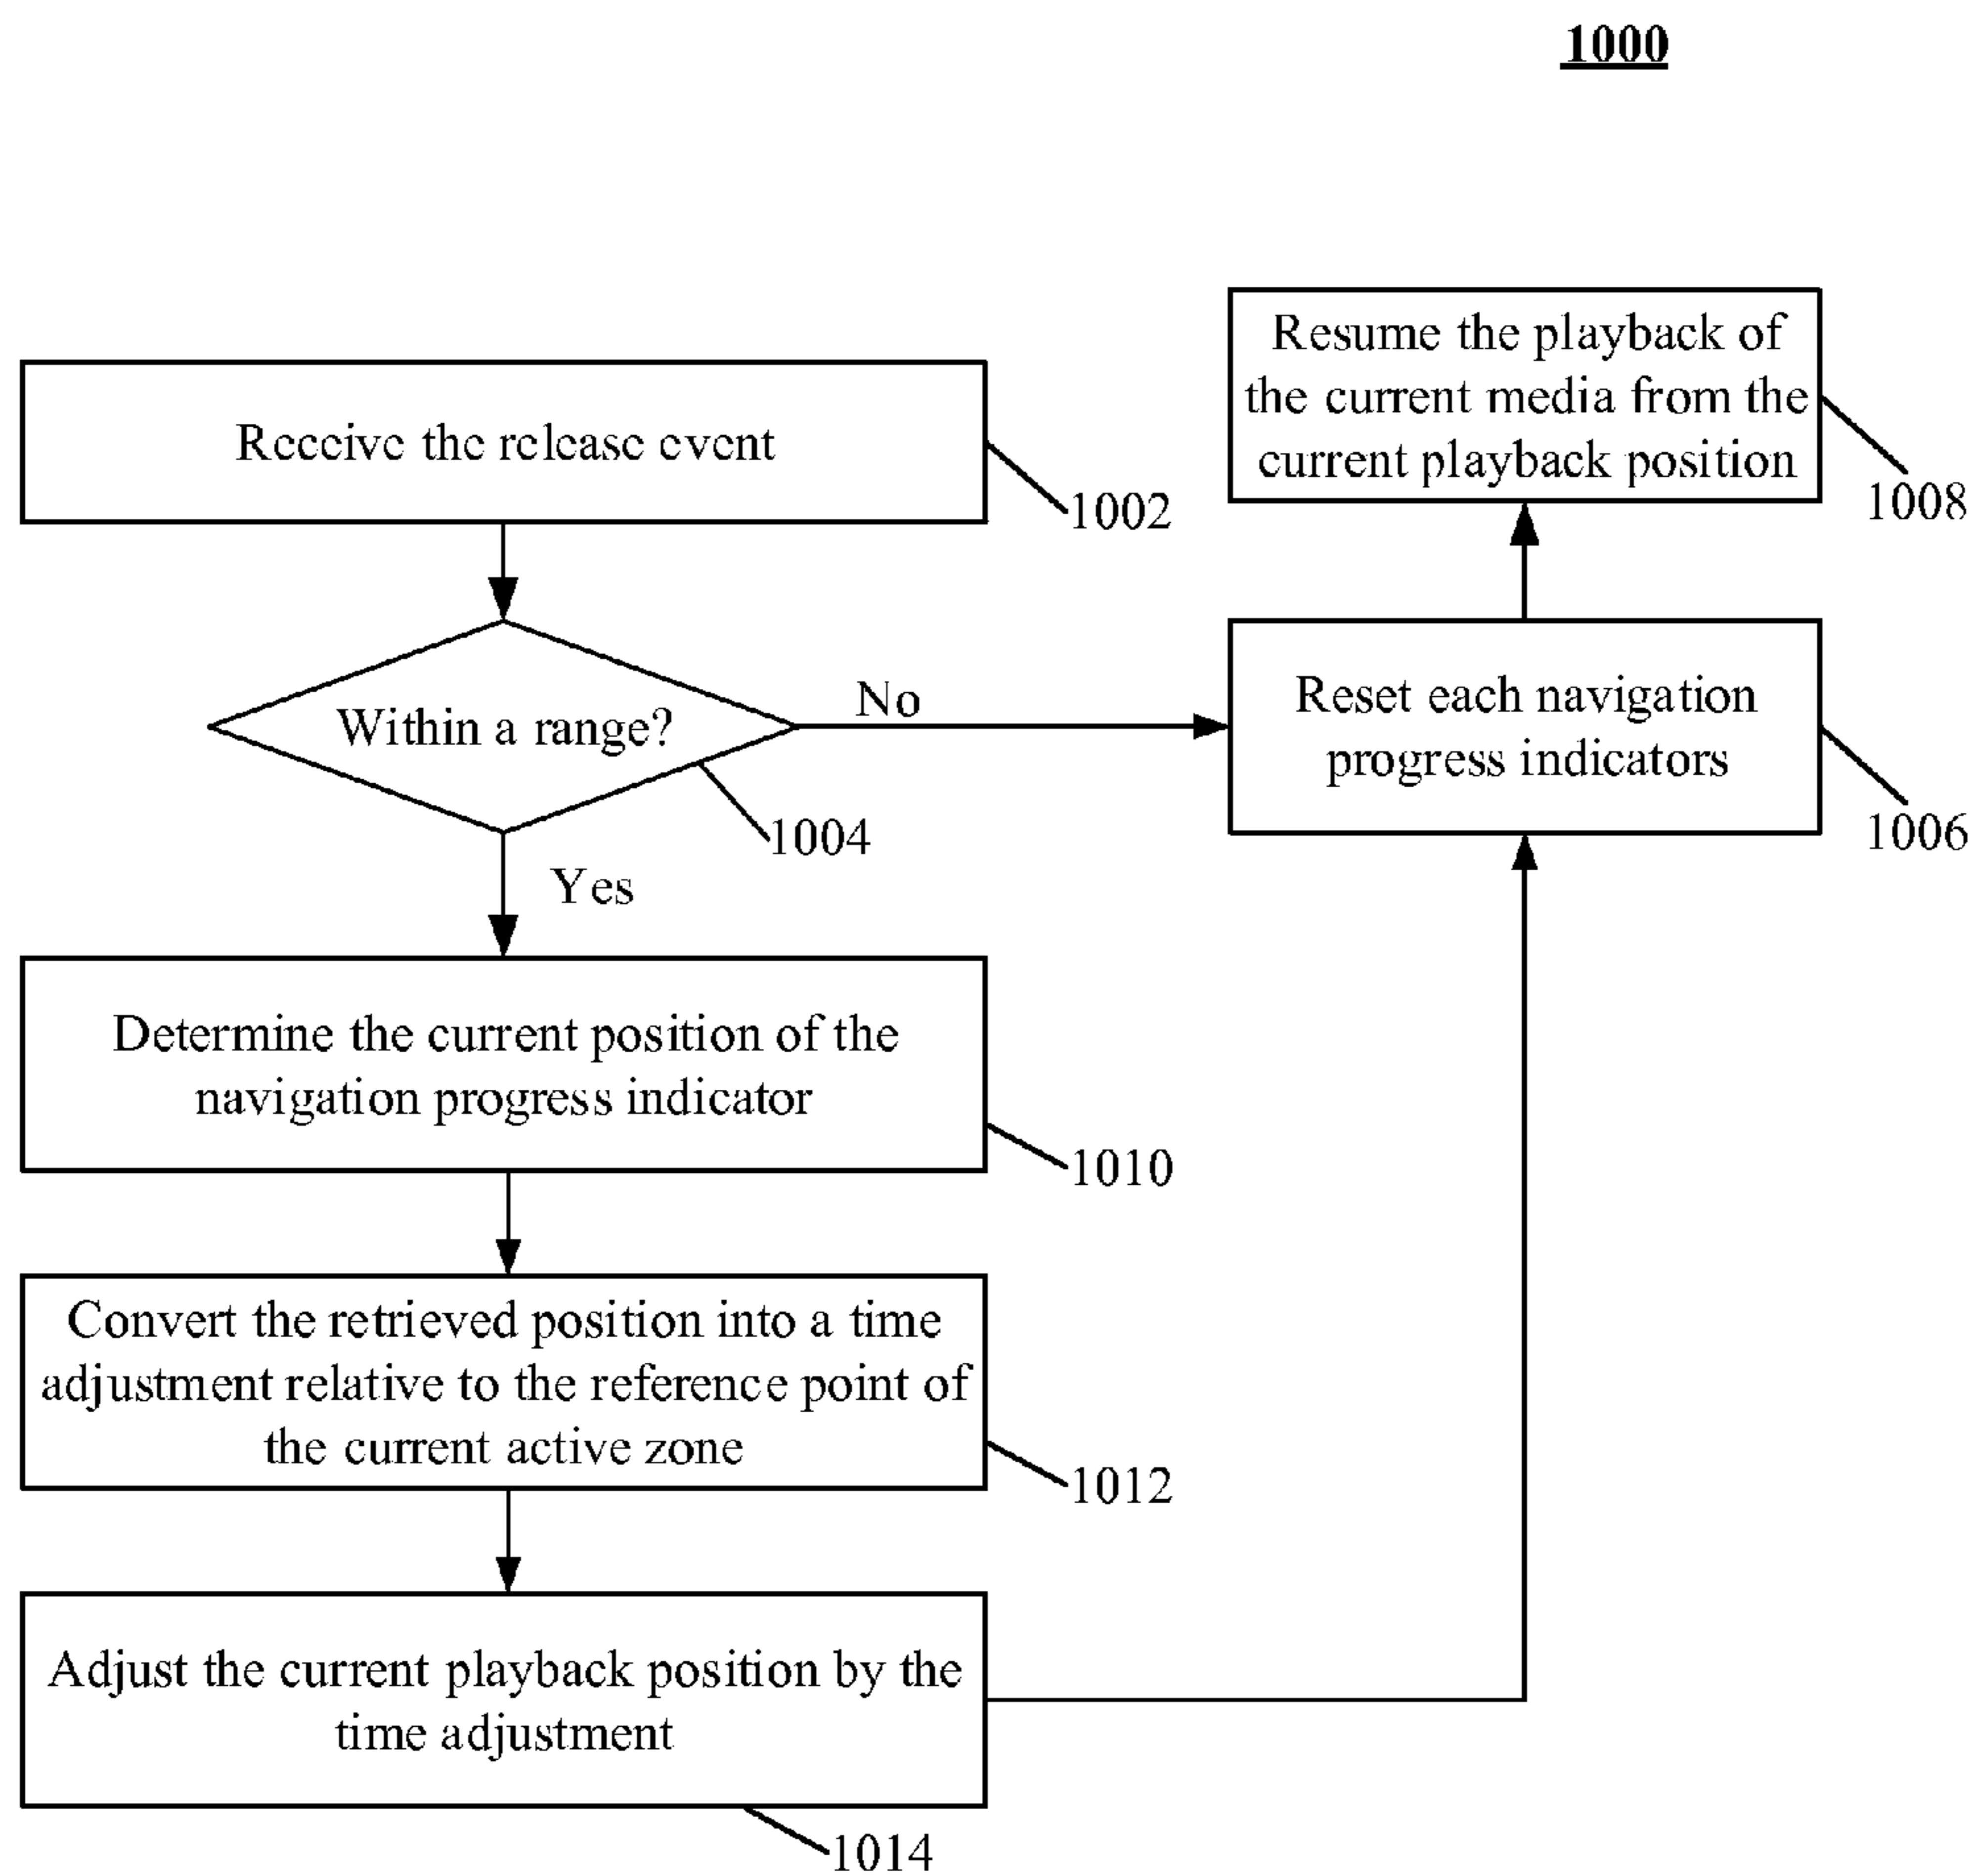 1000
Receive the release event
1002
Within a range?
1004
No
Yes
Resume the playback of
the current media from the
current playback position
1008
Reset each navigation
progress indicators
1006
Determine the current position of the
navigation progress indicator
1010
Convert the retrieved position into a time
adjustment relative to the reference point of
the current active zone
1012
Adjust the current playback position by the
time adjustment
1014